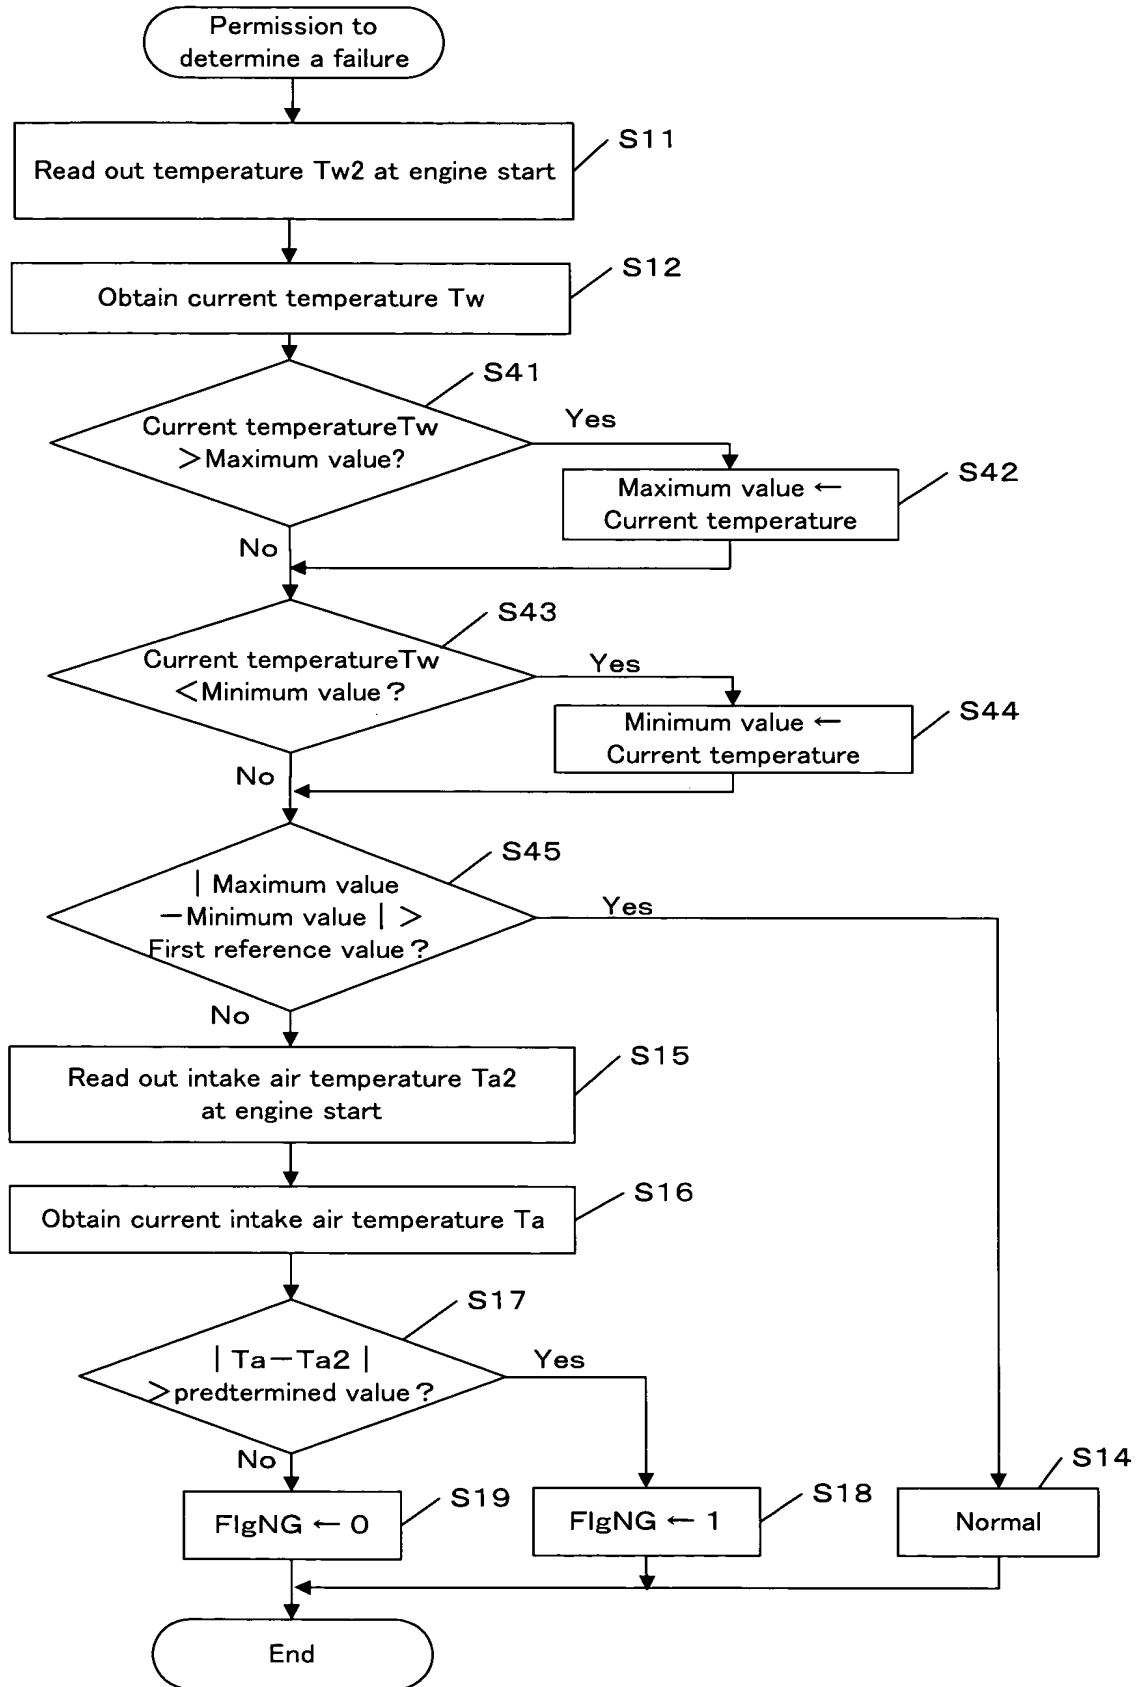 Permission to
determine a failure
S11
Read out temperature Tw2 at engine start
S12
Obtain current temperature Tw
S41
Current temperatureTw
>Maximum value?
Yes
S42
Maximum value ←
Current temperature
No
S43
Current temperatureTw
<Minimum value?
Yes
S44
Minimum value ←
Current temperature
No
S45
| Maximum value
−Minimum value | >
First reference value?
Yes
No
S15
Read out intake air temperature Ta2
at engine start
S16
Obtain current intake air temperature Ta
S17
| Ta−Ta2 |
>predtermined value?
Yes
No
S19
FlgNG ← 0
S18
FlgNG ← 1
S14
Normal
End